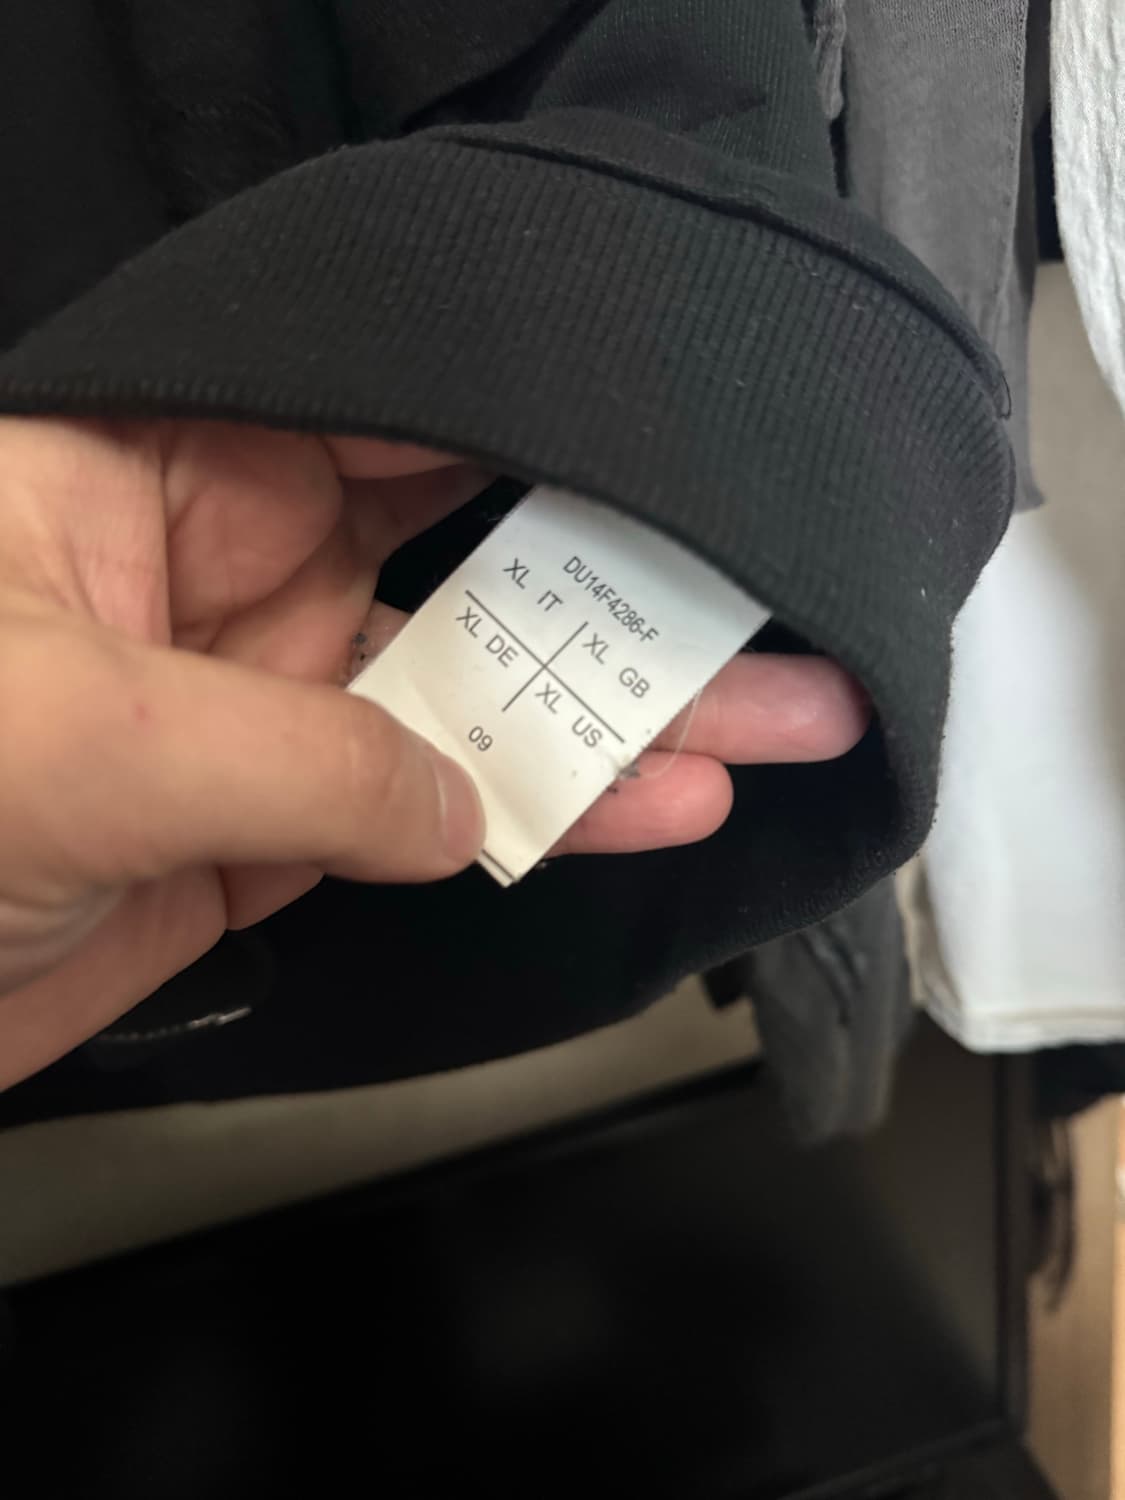 DU14F4286-F
XL IT XL GB
XL DE XL US
09